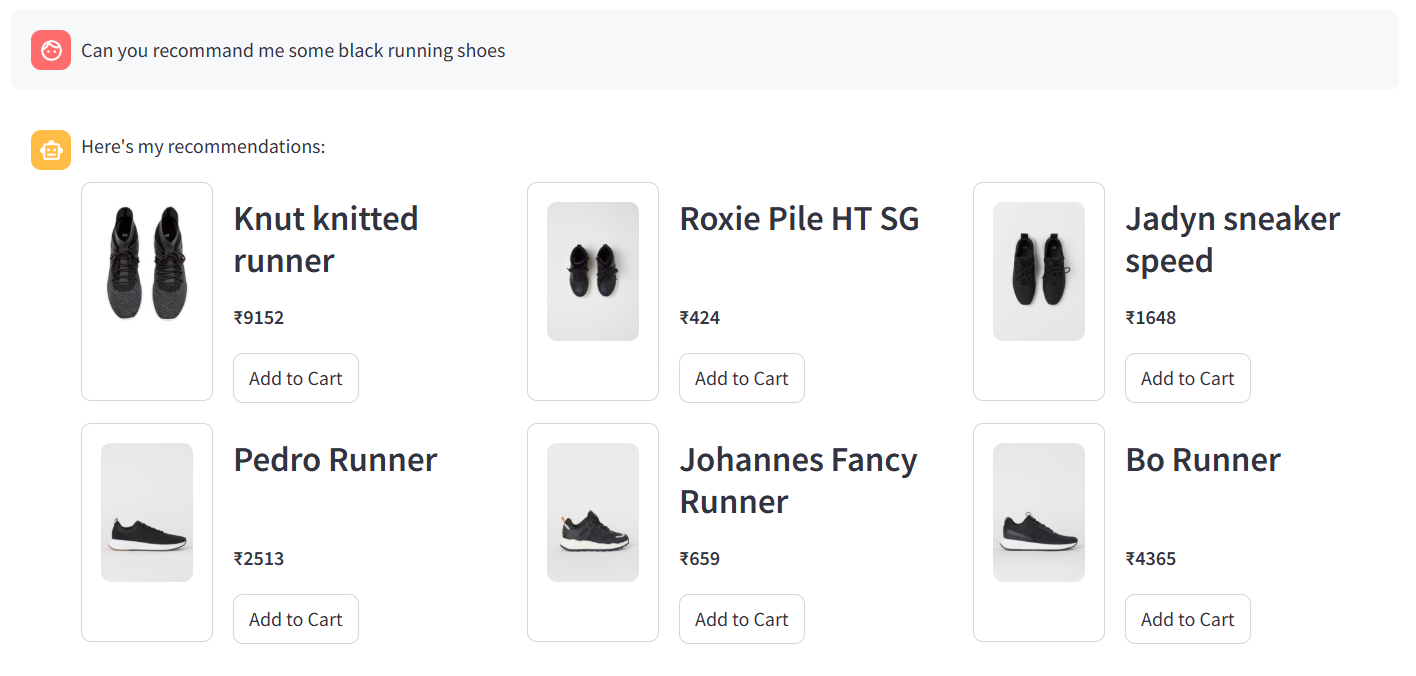 Can you recommand me some black running shoes
Here's my recommendations:
Knut knitted
runner
₹9152
Add to Cart
Roxie Pile HT SG
₹424
Add to Cart
Jadyn sneaker
speed
₹1648
Add to Cart
Pedro Runner
₹2513
Add to Cart
Johannes Fancy
Runner
₹659
Add to Cart
Bo Runner
₹4365
Add to Cart